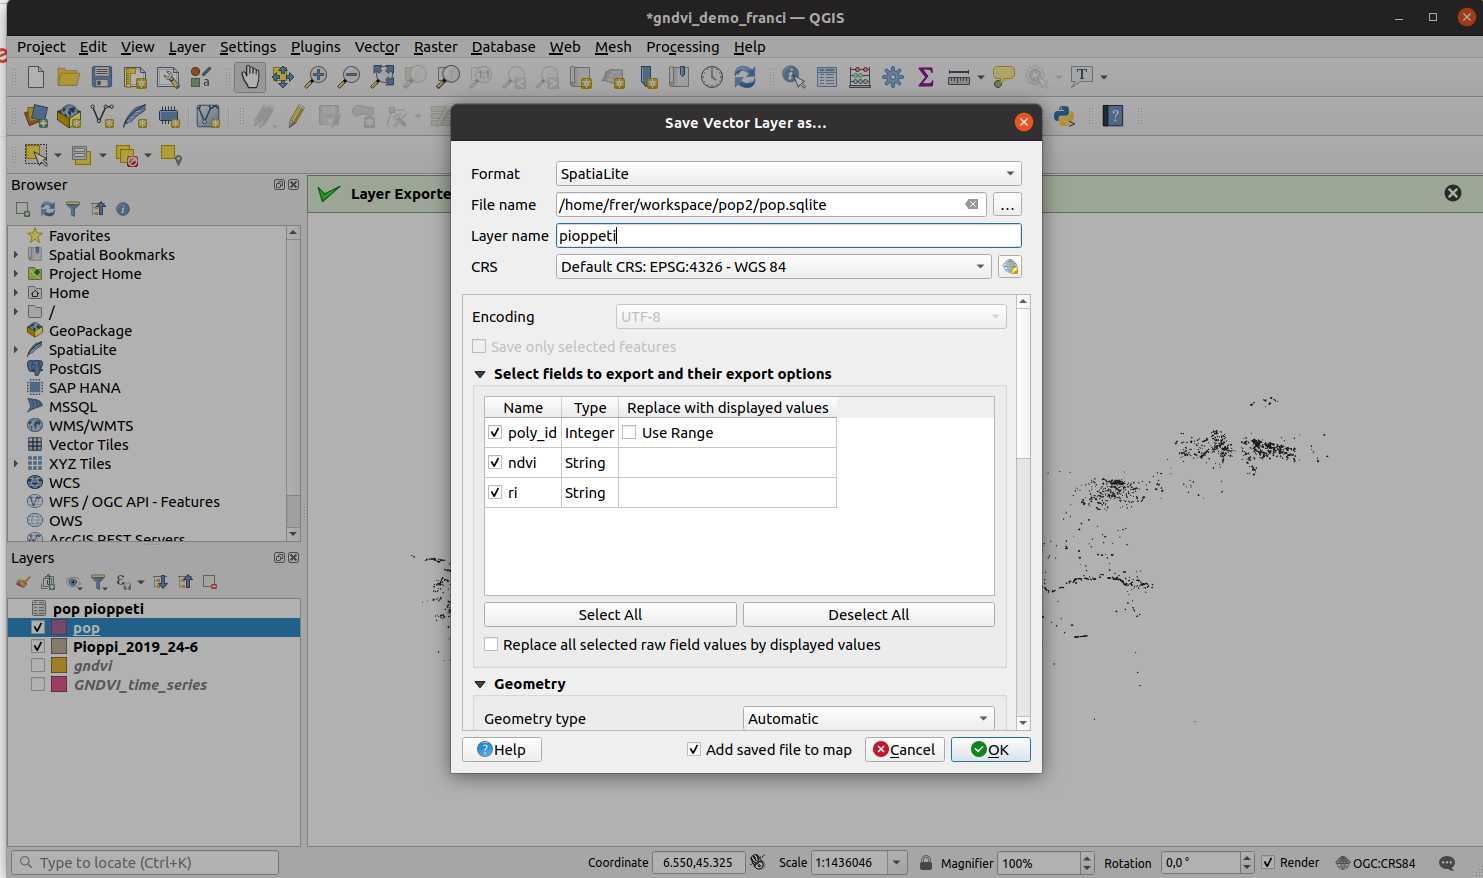 *gndvi_demo_franci — QGIS
Project Edit View Layer Settings Plugins Vector Raster Database Web Mesh Processing Help
Browser
Favorites
Spatial Bookmarks
Project Home
Home
/
GeoPackage
SpatiaLite
PostGIS
SAP HANA
MSSQL
WMS/WMTS
Vector Tiles
XYZ Tiles
WCS
WFS / OGC API - Features
OWS
ArcGIS REST Servers
Layers
pop pioppeti
pop
Pioppi_2019_24-6
gndvi
GNDVI_time_series
Layer Exporte
Save Vector Layer as...
Format SpatiaLite
File name /home/frer/workspace/pop2/pop.sqlite ...
Layer name pioppeti
CRS Default CRS: EPSG:4326 - WGS 84
Encoding UTF-8
Save only selected features
Select fields to export and their export options
Name Type Replace with displayed values
poly_id Integer Use Range
ndvi String
ri String
Select All Deselect All
Replace all selected raw field values by displayed values
Geometry
Geometry type Automatic
Help Add saved file to map Cancel OK
Type to locate (Ctrl+K) Coordinate 6.550,45.325 Scale 1:1436046 Magnifier 100% Rotation 0,0 ° Render OGC:CRS84